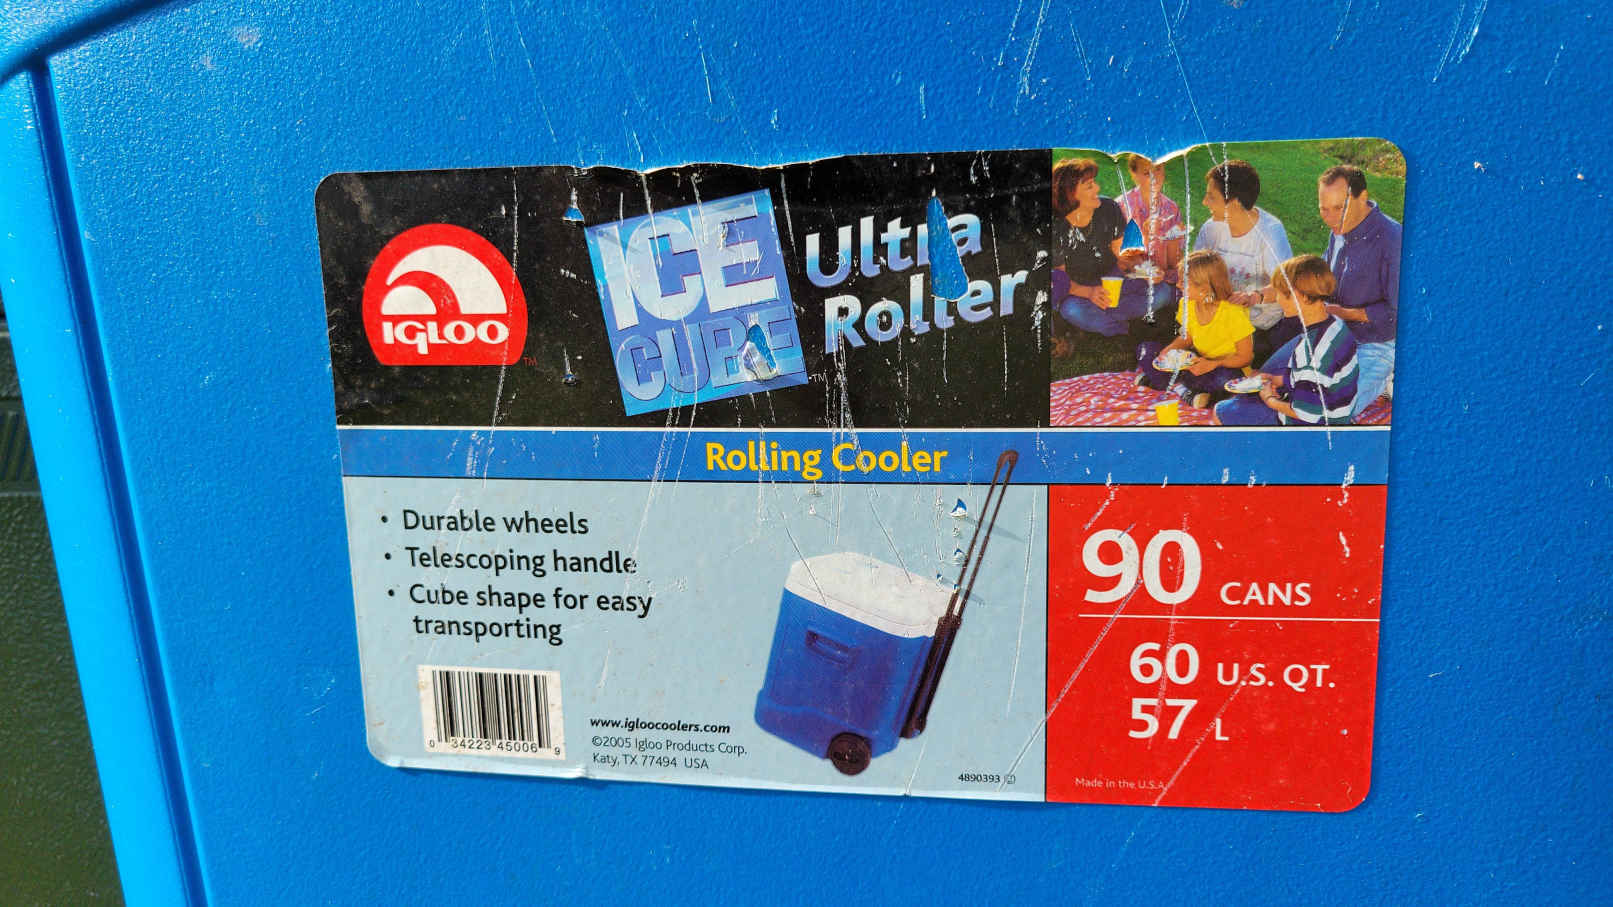 IGLOO
TM
ICE
CUBE
TM
Ultra
Roller
Rolling Cooler
• Durable wheels
• Telescoping handle
• Cube shape for easy
transporting
0 34223 45006 9
www.igloocoolers.com
©2005 Igloo Products Corp.
Katy, TX 77494 USA
4890393
90 CANS
60 U.S. QT.
57 L
Made in the U.S.A.